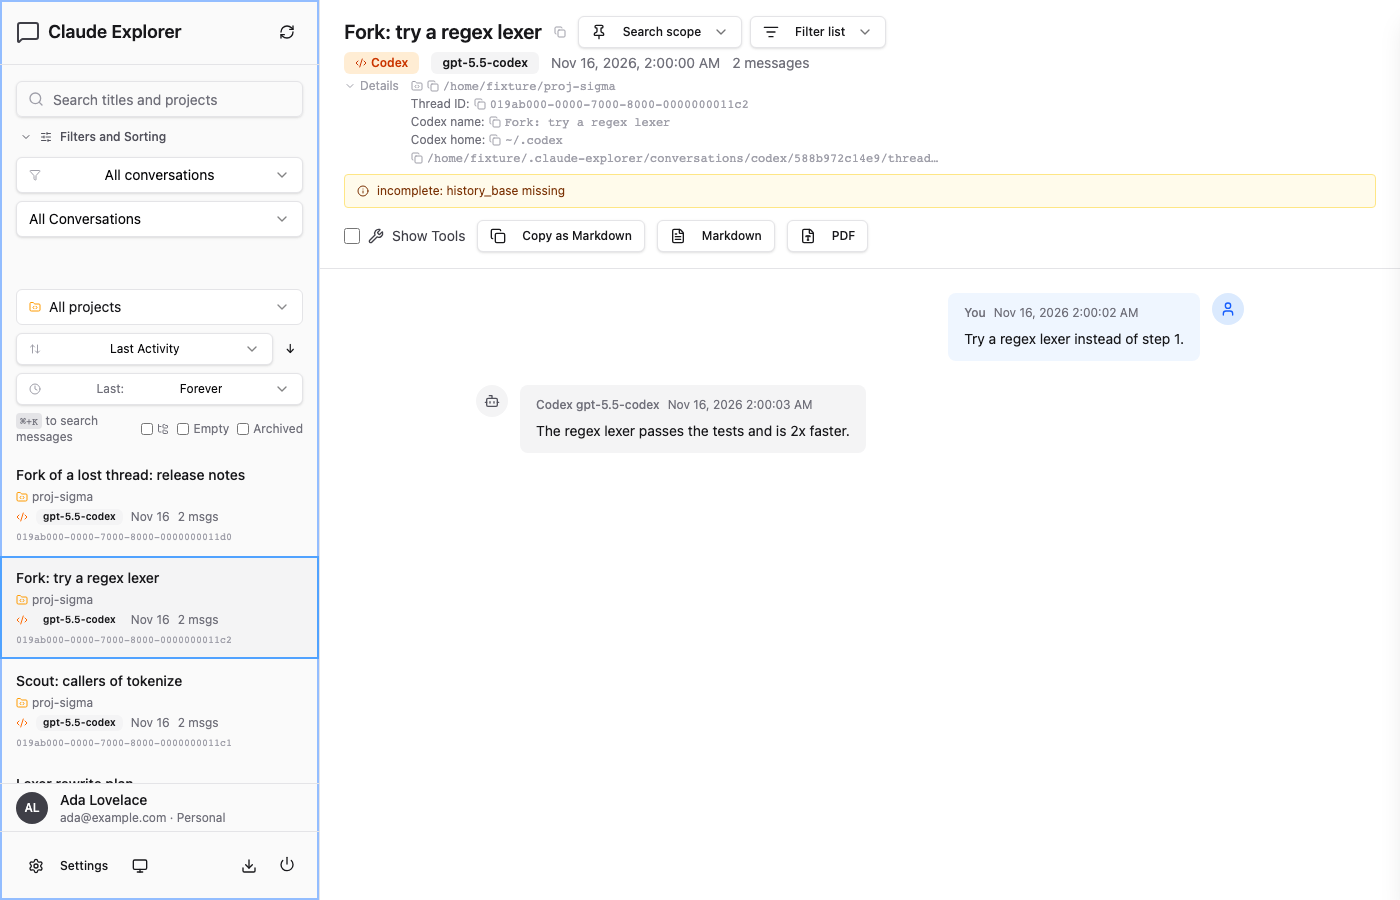 Claude Explorer
Search titles and projects
Filters and Sorting
All conversations
All Conversations
All projects
Last Activity
Last: Forever
⌘+K to search messages
Empty
Archived
Fork of a lost thread: release notes
proj-sigma
gpt-5.5-codex Nov 16 2 msgs
019ab000-0000-7000-8000-0000000011d0
Fork: try a regex lexer
proj-sigma
gpt-5.5-codex Nov 16 2 msgs
019ab000-0000-7000-8000-0000000011c2
Scout: callers of tokenize
proj-sigma
gpt-5.5-codex Nov 16 2 msgs
019ab000-0000-7000-8000-0000000011c1
Lexer rewrite plan
AL
Ada Lovelace
ada@example.com · Personal
Settings
Fork: try a regex lexer
Search scope
Filter list
Codex gpt-5.5-codex Nov 16, 2026, 2:00:00 AM 2 messages
Details /home/fixture/proj-sigma
Thread ID: 019ab000-0000-7000-8000-0000000011c2
Codex name: Fork: try a regex lexer
Codex home: ~/.codex
/home/fixture/.claude-explorer/conversations/codex/588b972c14e9/thread…
incomplete: history_base missing
Show Tools
Copy as Markdown
Markdown
PDF
You Nov 16, 2026 2:00:02 AM
Try a regex lexer instead of step 1.
Codex gpt-5.5-codex Nov 16, 2026 2:00:03 AM
The regex lexer passes the tests and is 2x faster.